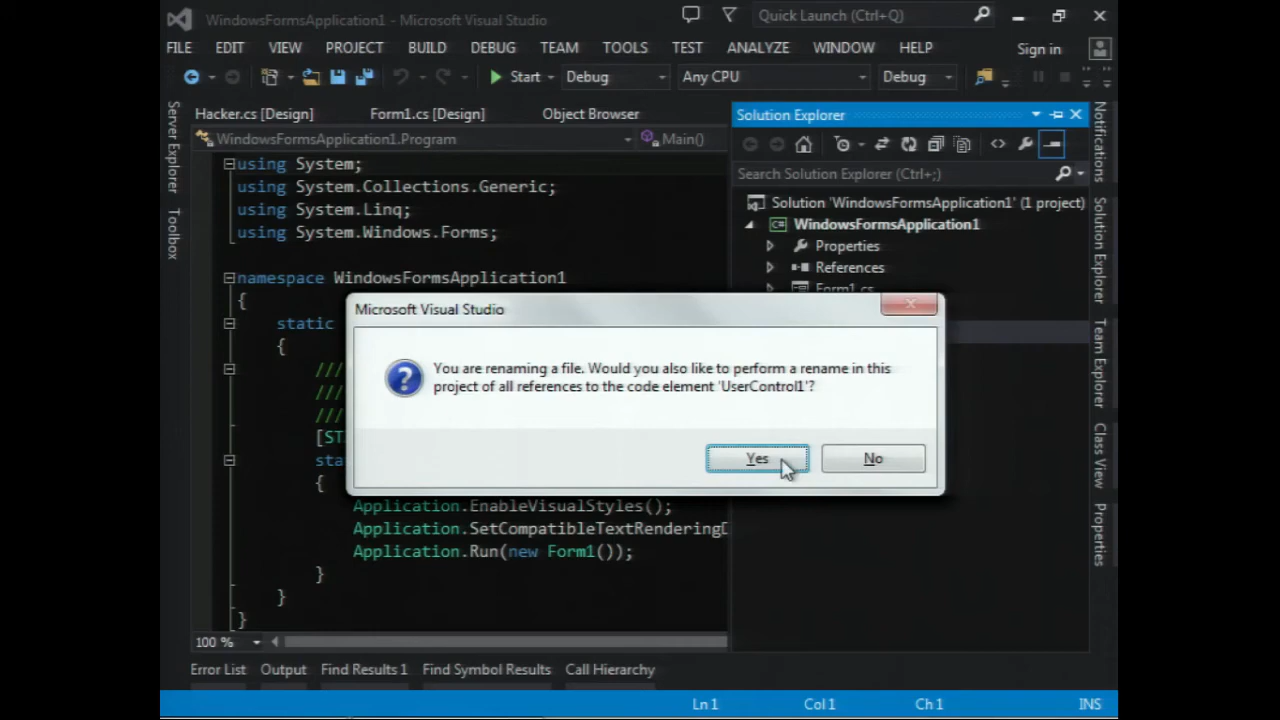 WindowsFormsApplication1 - Microsoft Visual Studio
Quick Launch (Ctrl+Q)
FILE EDIT VIEW PROJECT BUILD DEBUG TEAM TOOLS TEST ANALYZE WINDOW HELP Sign in
Start Debug Any CPU Debug
Server Explorer
Toolbox
Hacker.cs [Design] Form1.cs [Design] Object Browser
WindowsFormsApplication1.Program Main()
using System;
using System.Collections.Generic;
using System.Linq;
using System.Windows.Forms;
namespace WindowsFormsApplication1
{
static
{
///
///
///
[ST
sta
{
Application.EnableVisualStyles();
Application.SetCompatibleTextRendering
Application.Run(new Form1());
}
}
}
100 %
Solution Explorer
Search Solution Explorer (Ctrl+;)
Solution 'WindowsFormsApplication1' (1 project)
WindowsFormsApplication1
Properties
References
Form1.cs
Microsoft Visual Studio
You are renaming a file. Would you also like to perform a rename in this
project of all references to the code element 'UserControl1'?
Yes No
Notifications
Solution Explorer
Team Explorer
Class View
Properties
Error List Output Find Results 1 Find Symbol Results Call Hierarchy
Ln 1 Col 1 Ch 1 INS